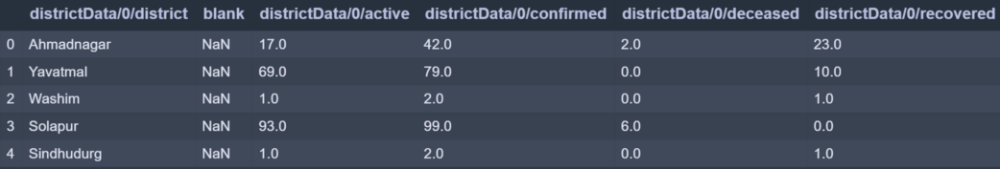 districtData/0/district blank districtData/0/active districtData/0/confirmed districtData/0/deceased districtData/0/recovered
0 Ahmadnagar NaN 17.0 42.0 2.0 23.0
1 Yavatmal NaN 69.0 79.0 0.0 10.0
2 Washim NaN 1.0 2.0 0.0 1.0
3 Solapur NaN 93.0 99.0 6.0 0.0
4 Sindhudurg NaN 1.0 2.0 0.0 1.0